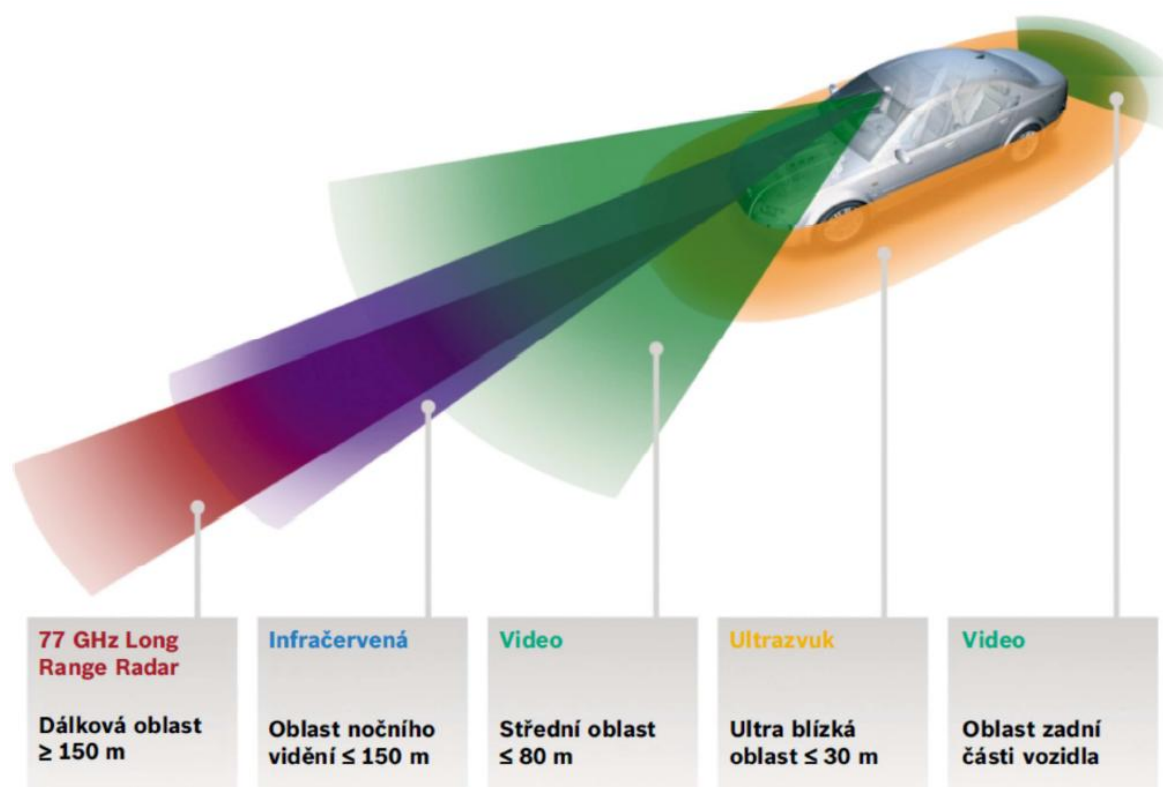 77 GHz Long
Range Radar
Dálková oblast
≥ 150 m
Infračervená
Oblast nočního
vidění ≤ 150 m
Video
Střední oblast
≤ 80 m
Ultrazvuk
Ultra blízká
oblast ≤ 30 m
Video
Oblast zadní
části vozidla